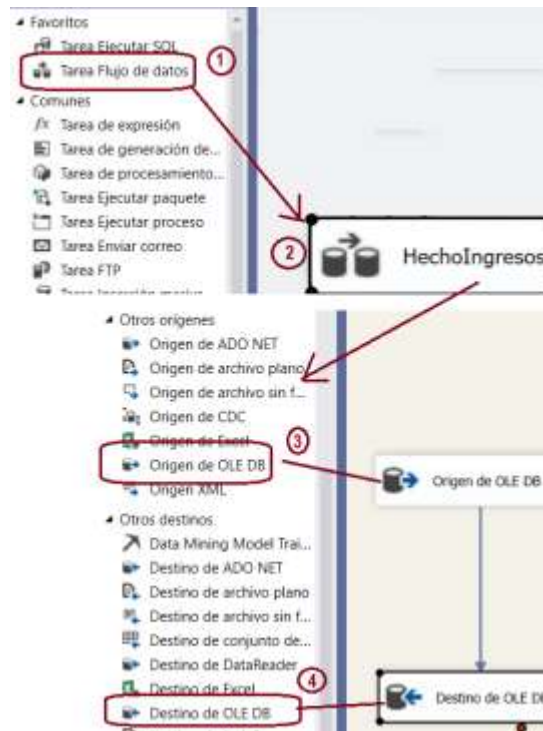 Favoritos
Tarea Ejecutar SQL
Tarea Flujo de datos
1
Comunes
fx Tarea de expresión
Tarea de generación de...
Tarea de procesamiento...
Tarea Ejecutar paquete
Tarea Ejecutar proceso
Tarea Enviar correo
Tarea FTP
2
HechoIngresos
Otros orígenes
Origen de ADO NET
Origen de archivo plano
Origen de archivo sin f...
Origen de CDC
Origen de Excel
Origen de OLE DB
Origen XML
3
Origen de OLE DB
Otros destinos
Data Mining Model Trai...
Destino de ADO NET
Destino de archivo plano
Destino de archivo sin f...
Destino de conjunto de...
Destino de DataReader
Destino de Excel
Destino de OLE DB
4
Destino de OLE